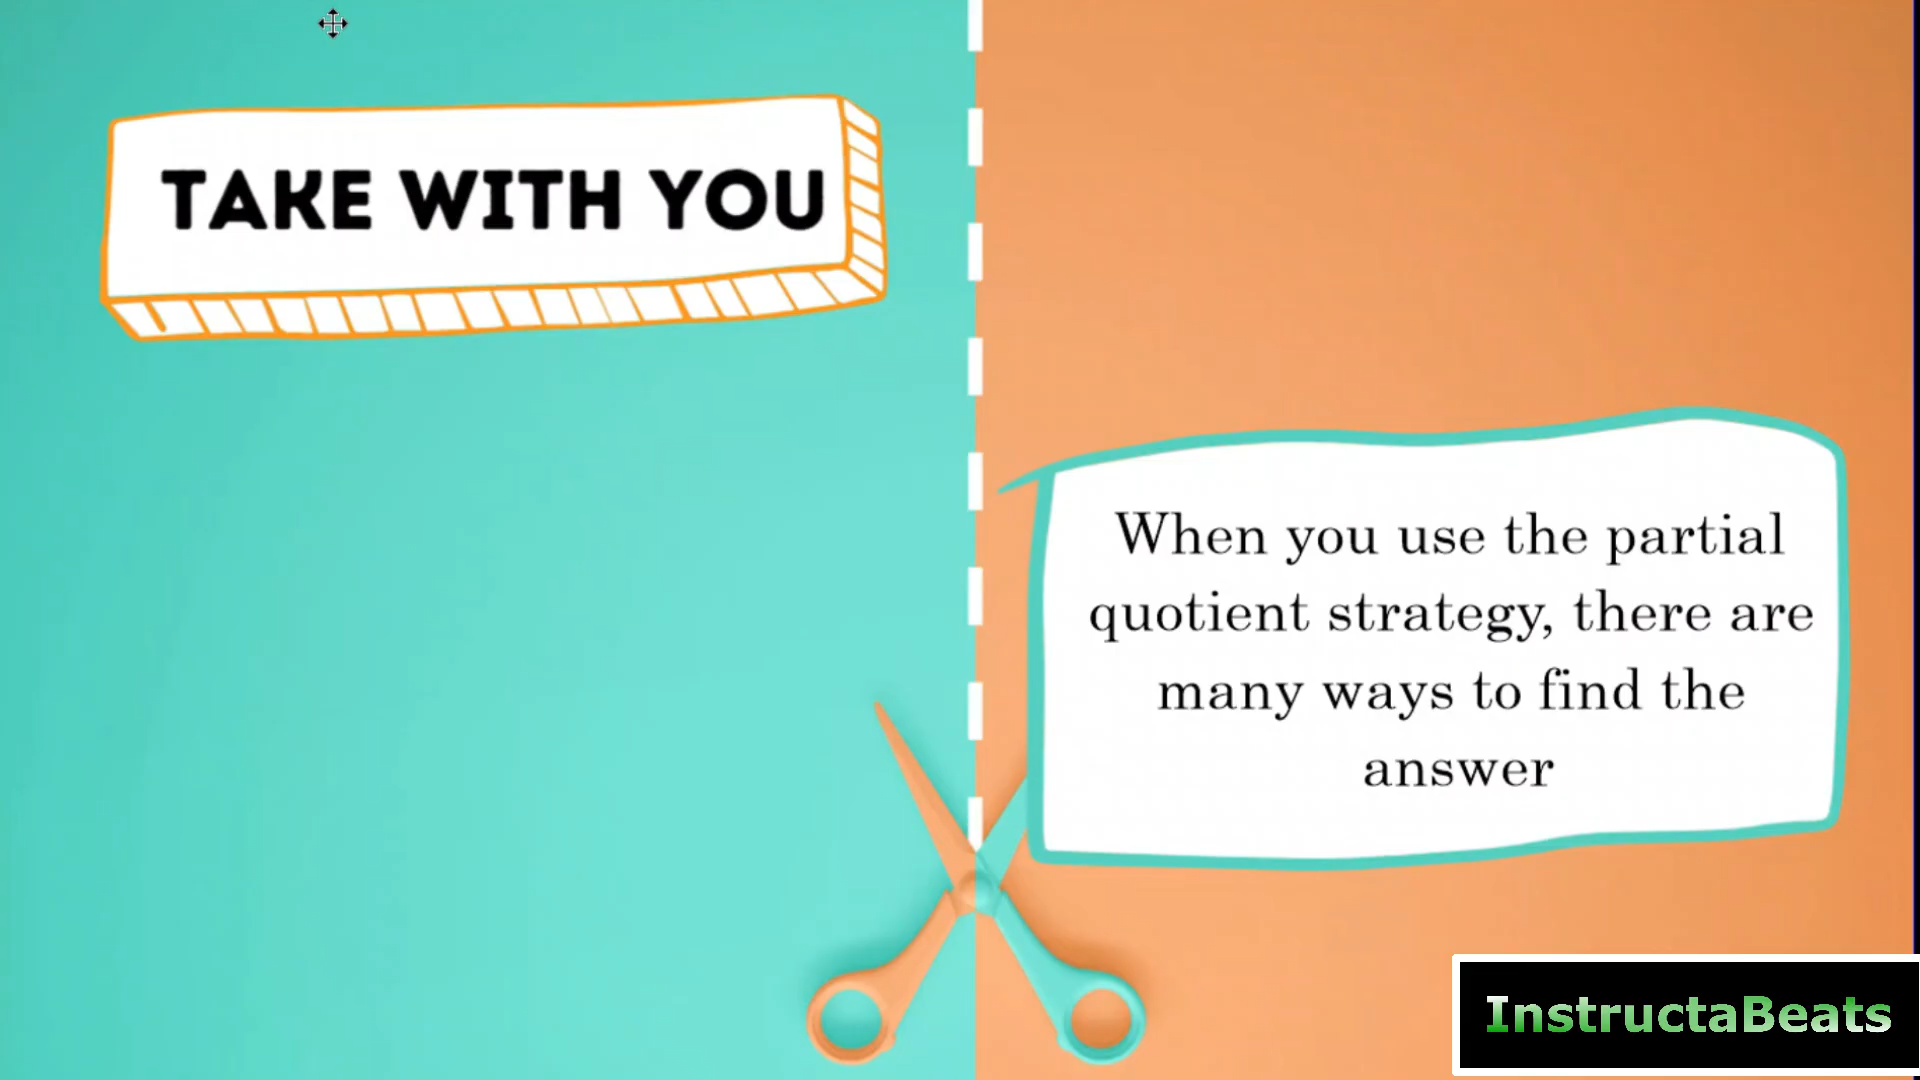 TAKE WITH YOU
When you use the partial
quotient strategy, there are
many ways to find the
answer
InstructaBeats